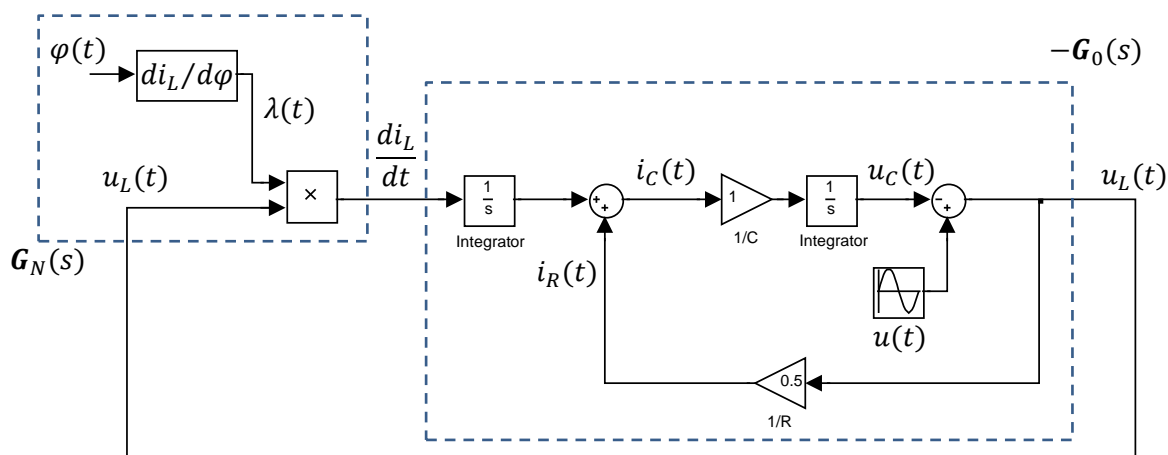 φ(t)
di_L/dφ
λ(t)
u_L(t)
×
G_N(s)
di_L
dt
−G_0(s)
1
s
Integrator
+
+
i_C(t)
1
1/C
1
s
Integrator
u_C(t)
-
+
u_L(t)
i_R(t)
u(t)
0.5
1/R